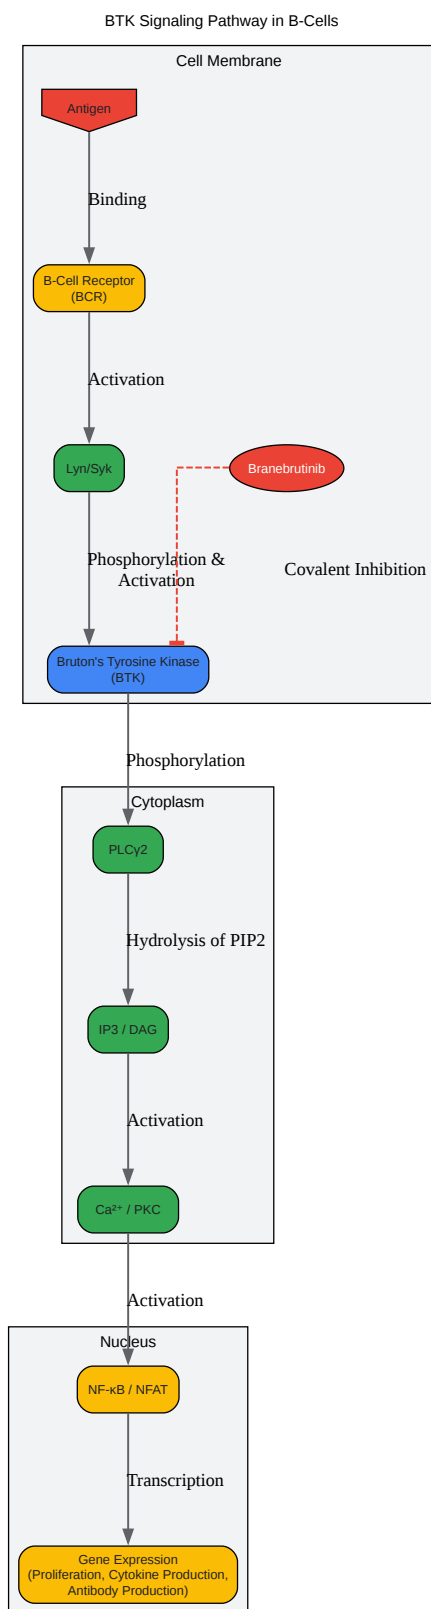 BTK Signaling Pathway in B-Cells
Cell Membrane
Antigen
Binding
B-Cell Receptor
(BCR)
Activation
Lyn/Syk
Branebrutinib
Phosphorylation &
Activation
Covalent Inhibition
Bruton's Tyrosine Kinase
(BTK)
Phosphorylation
Cytoplasm
PLCγ2
Hydrolysis of PIP2
IP3 / DAG
Activation
Ca²⁺ / PKC
Activation
Nucleus
NF-κB / NFAT
Transcription
Gene Expression
(Proliferation, Cytokine Production,
Antibody Production)